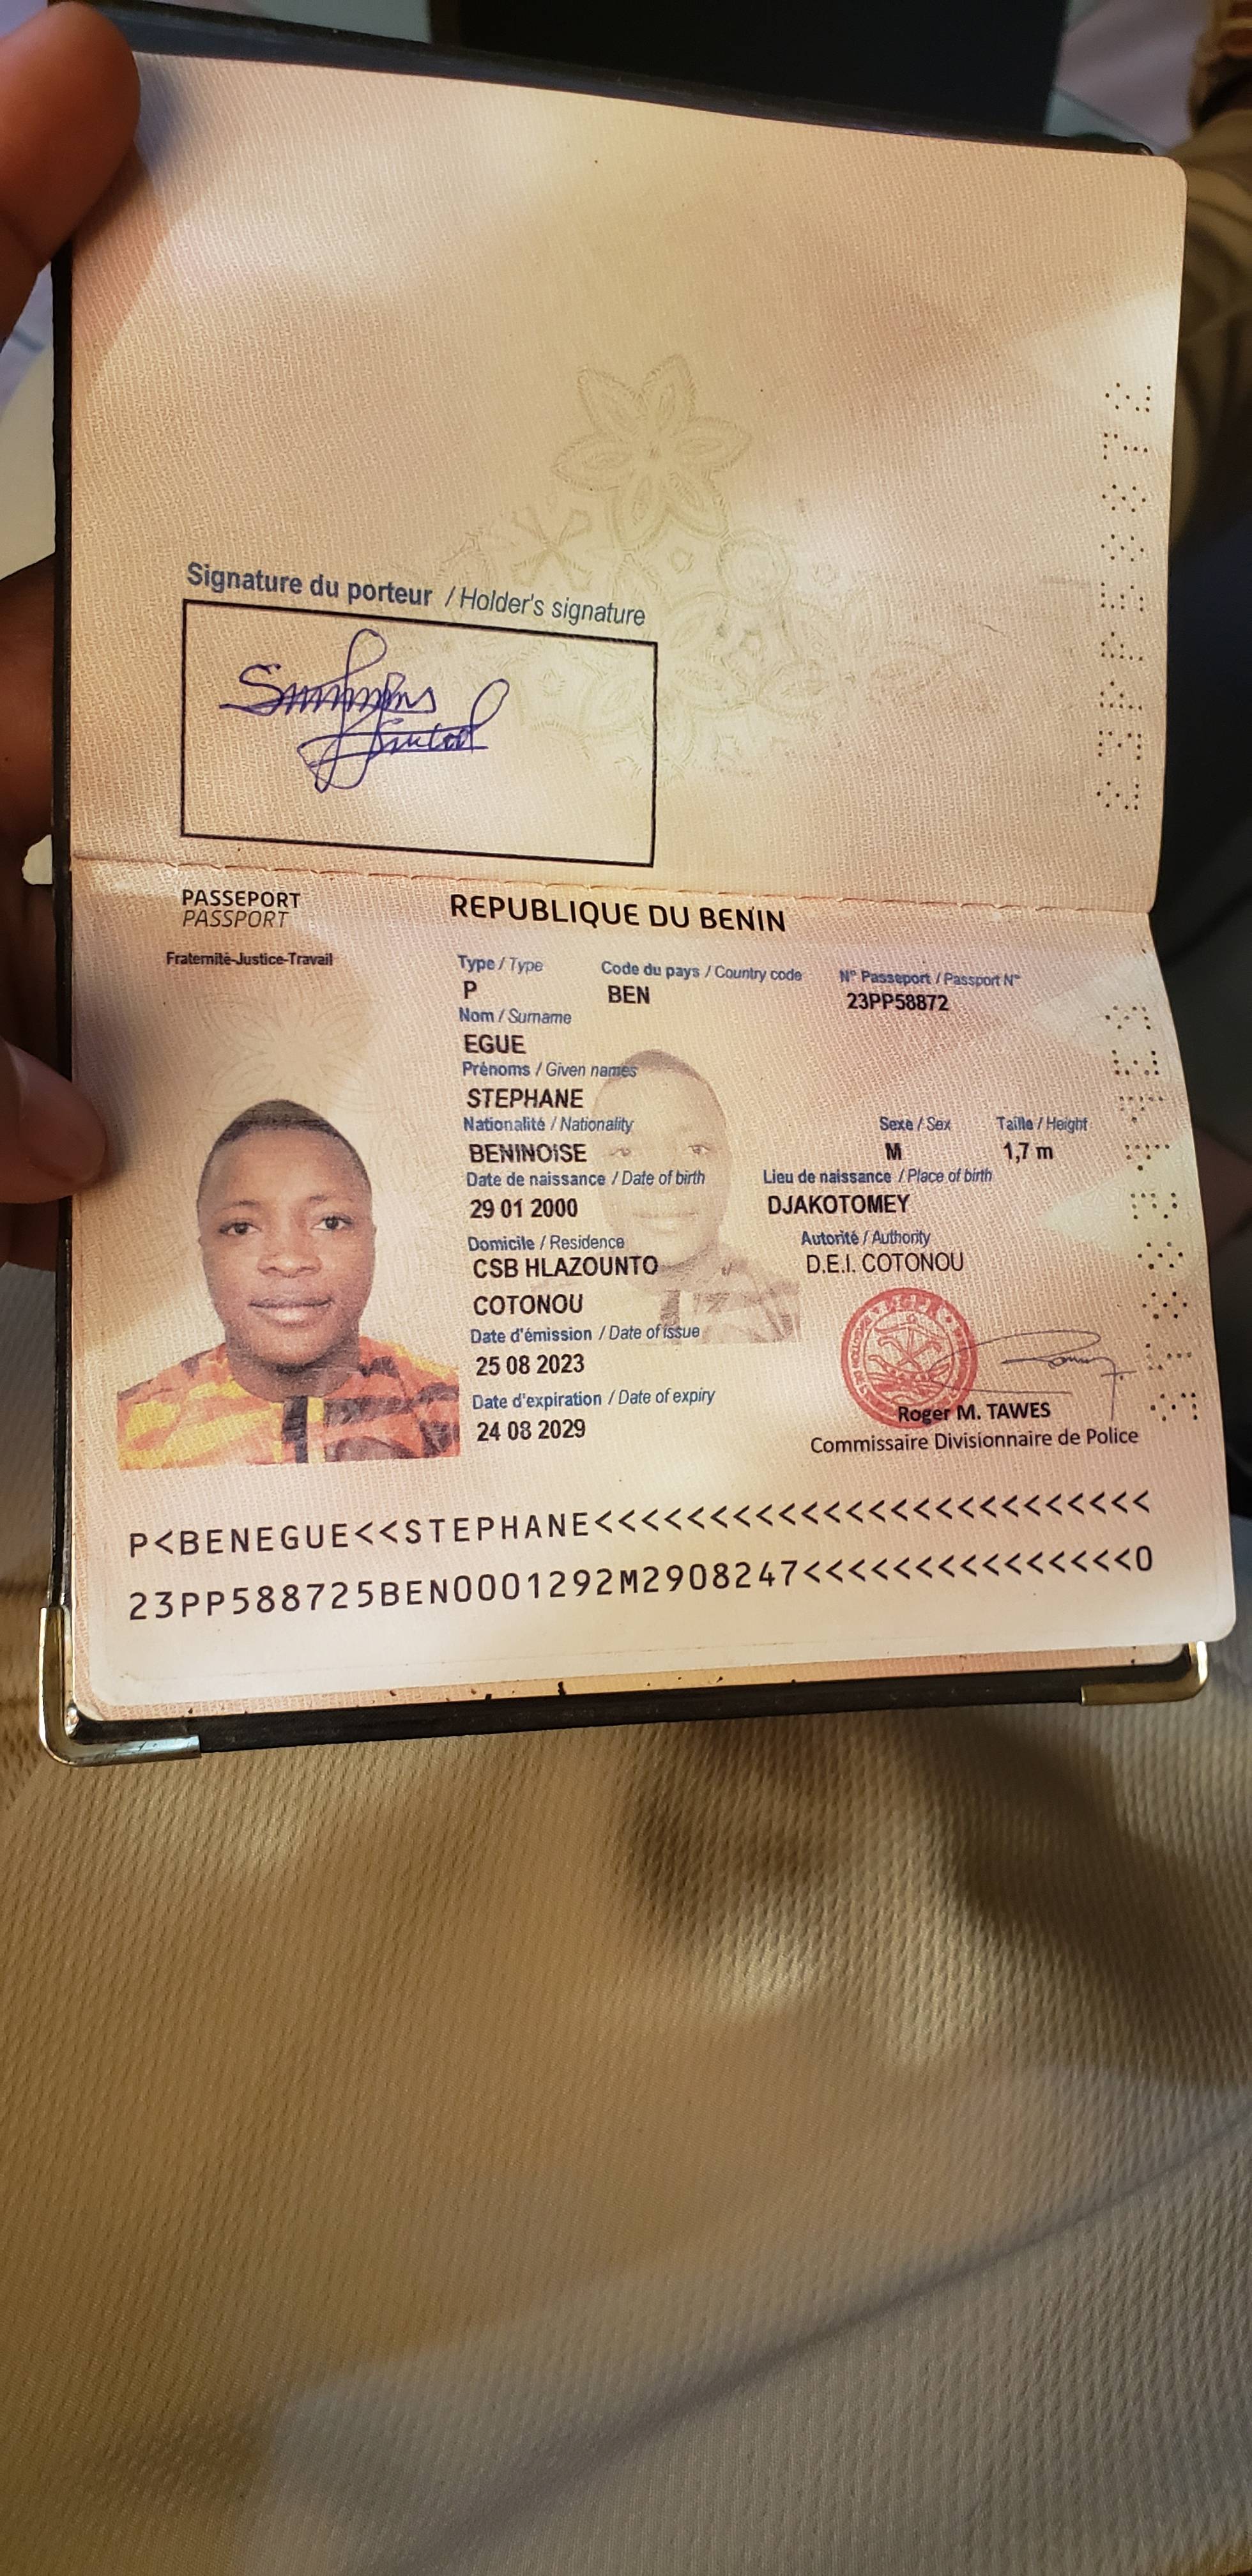 Signature du porteur / Holder's signature
PASSEPORT
PASSPORT
REPUBLIQUE DU BENIN
Fraternité-Justice-Travail
Type / Type Code du pays / Country code N° Passeport / Passport N°
P BEN 23PP58872
Nom / Surname
EGUE
Prénoms / Given names
STEPHANE
Nationalité / Nationality Sexe / Sex Taille / Height
BENINOISE M 1,7 m
Date de naissance / Date of birth Lieu de naissance / Place of birth
29 01 2000 DJAKOTOMEY
Domicile / Residence Autorité / Authority
CSB HLAZOUNTO D.E.I. COTONOU
COTONOU
Date d'émission / Date of issue
25 08 2023
Date d'expiration / Date of expiry
24 08 2029
Roger M. TAWES
Commissaire Divisionnaire de Police
P<BENEGUE<<STEPHANE<<<<<<<<<<<<<<<<<<<<<<<<<
23PP588725BEN0001292M2908247<<<<<<<<<<<<<<<0